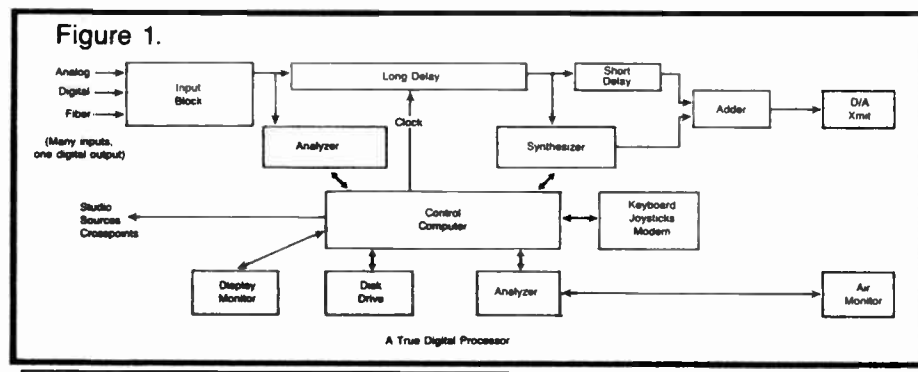 Figure 1.
Analog
Digital
Fiber
(Many inputs,
one digital output)
Input
Block
Long Delay
Short
Delay
Adder
D/A
Xmit
Clock
Analyzer
Synthesizer
Studio
Sources
Crosspoints
Control
Computer
Keyboard
Joysticks
Modem
Display
Monitor
Disk
Drive
Analyzer
Air
Monitor
A True Digital Processor